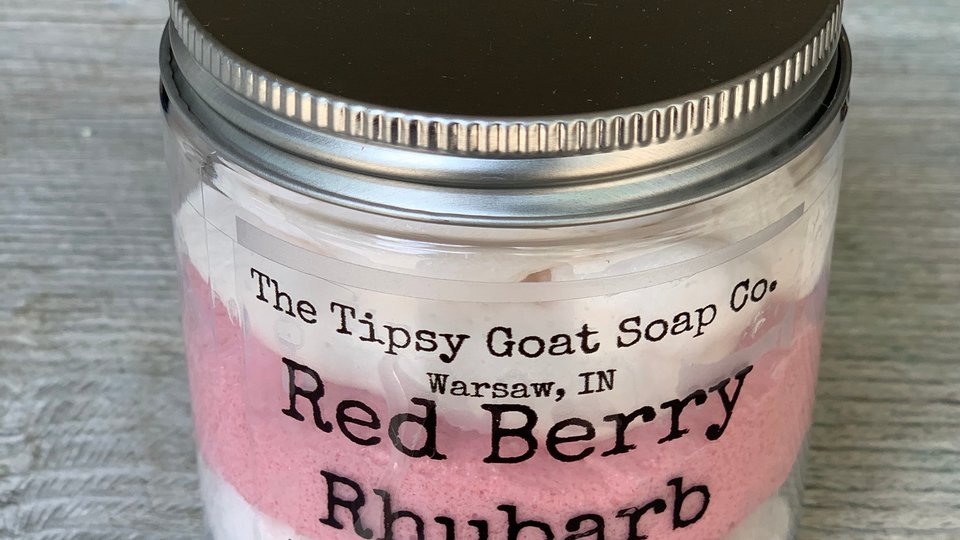 The Tipsy Goat Soap Co.
Warsaw, IN
Red Berry
Rhubarb